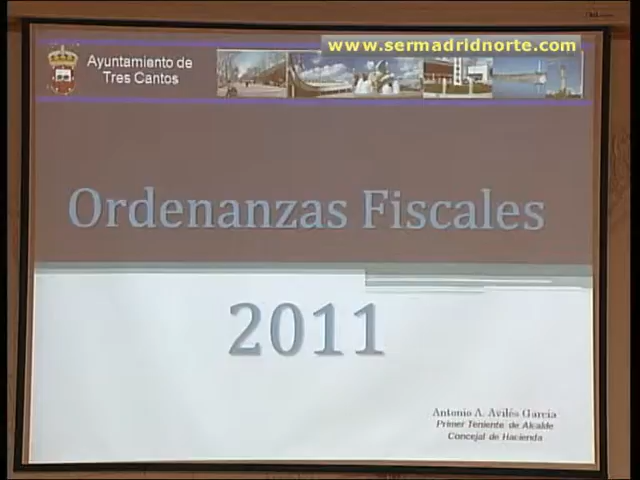 www.sermadridnorte.com
Ayuntamiento de
Tres Cantos
Ordenanzas Fiscales
2011
Antonio A. Avilés García
Primer Teniente de Alcalde
Concejal de Hacienda